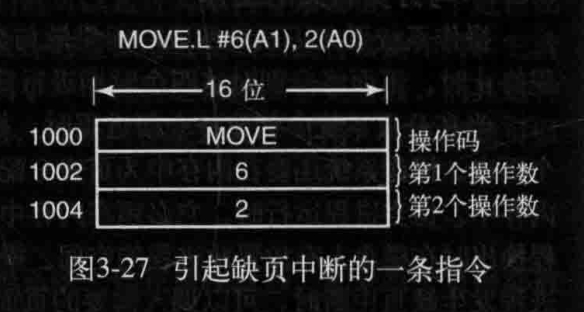 MOVE.L #6(A1), 2(A0)
16 位
1000 MOVE }操作码
1002 6 }第1个操作数
1004 2 }第2个操作数
图3-27 引起缺页中断的一条指令